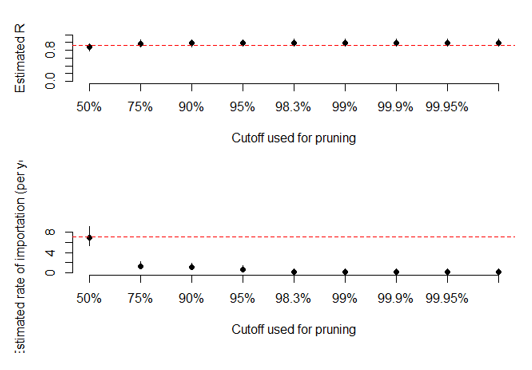 Estimated R
0.0 0.8
50% 75% 90% 95% 98.3% 99% 99.9% 99.95%
Cutoff used for pruning
Estimated rate of importation (per y
0 4 8
50% 75% 90% 95% 98.3% 99% 99.9% 99.95%
Cutoff used for pruning